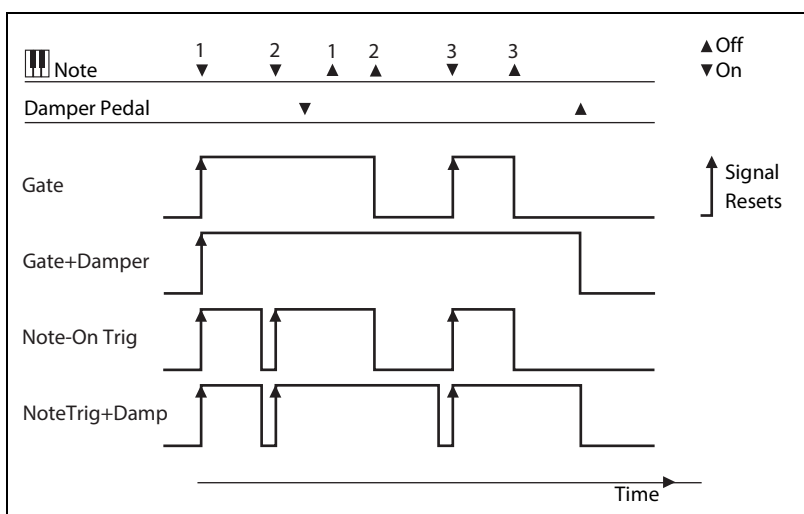 1 2 1 2 3 3
Note
▲Off
▼On
Damper Pedal
Gate
Signal
Resets
Gate+Damper
Note-On Trig
NoteTrig+Damp
Time